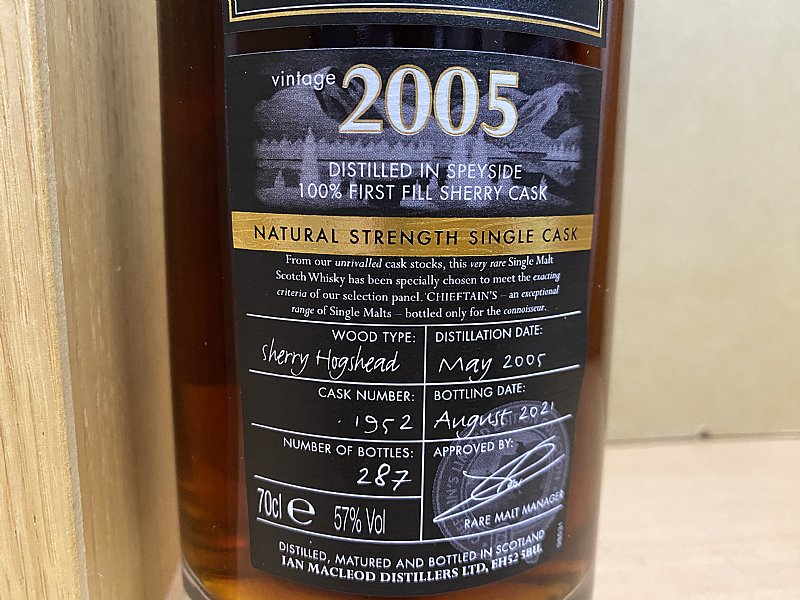 vintage 2005
DISTILLED IN SPEYSIDE
100% FIRST FILL SHERRY CASK
NATURAL STRENGTH SINGLE CASK
From our unrivalled cask stocks, this very rare Single Malt
Scotch Whisky has been specially chosen to meet the exacting
criteria of our selection panel. CHIEFTAIN'S – an exceptional
range of Single Malts – bottled only for the connoisseur.
WOOD TYPE:
Sherry Hogshead
DISTILLATION DATE:
May 2005
CASK NUMBER:
1952
BOTTLING DATE:
August 2021
NUMBER OF BOTTLES:
287
APPROVED BY:
RARE MALT MANAGER
70cl e 57% Vol
DISTILLED, MATURED AND BOTTLED IN SCOTLAND
IAN MACLEOD DISTILLERS LTD, EH52 5BU.